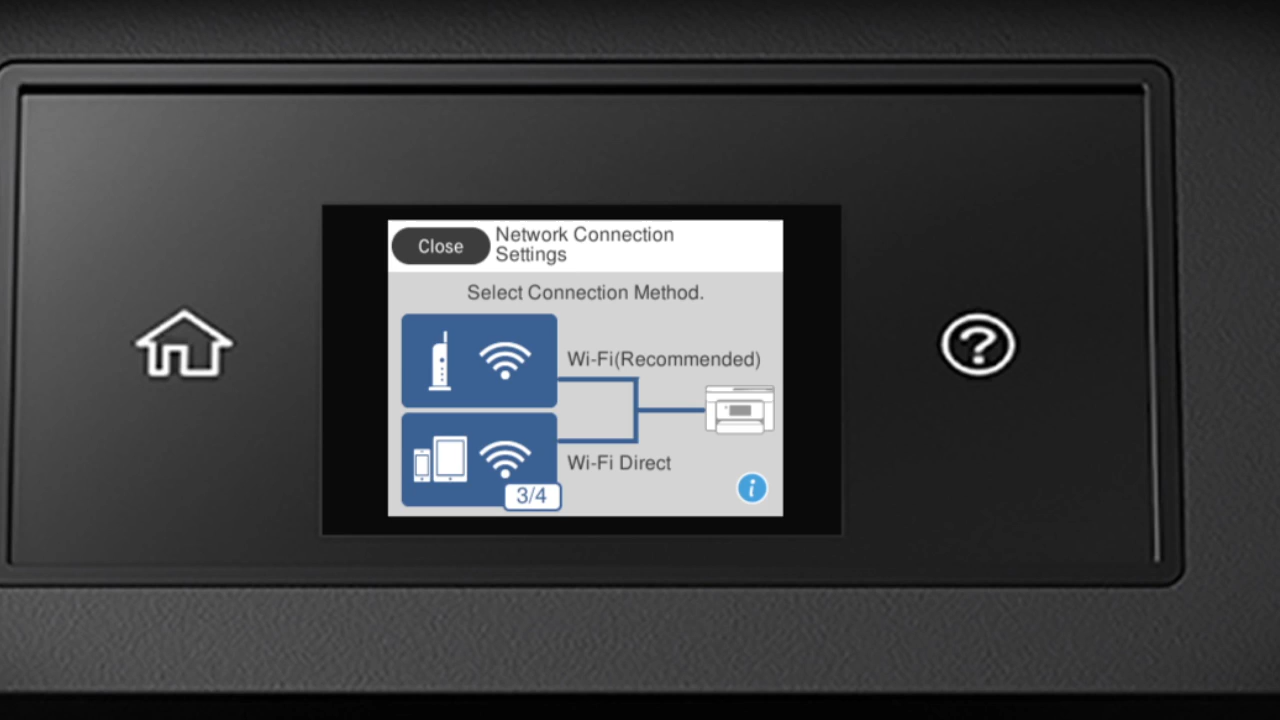 Close
Network Connection
Settings
Select Connection Method.
Wi-Fi(Recommended)
Wi-Fi Direct
3/4
i
?